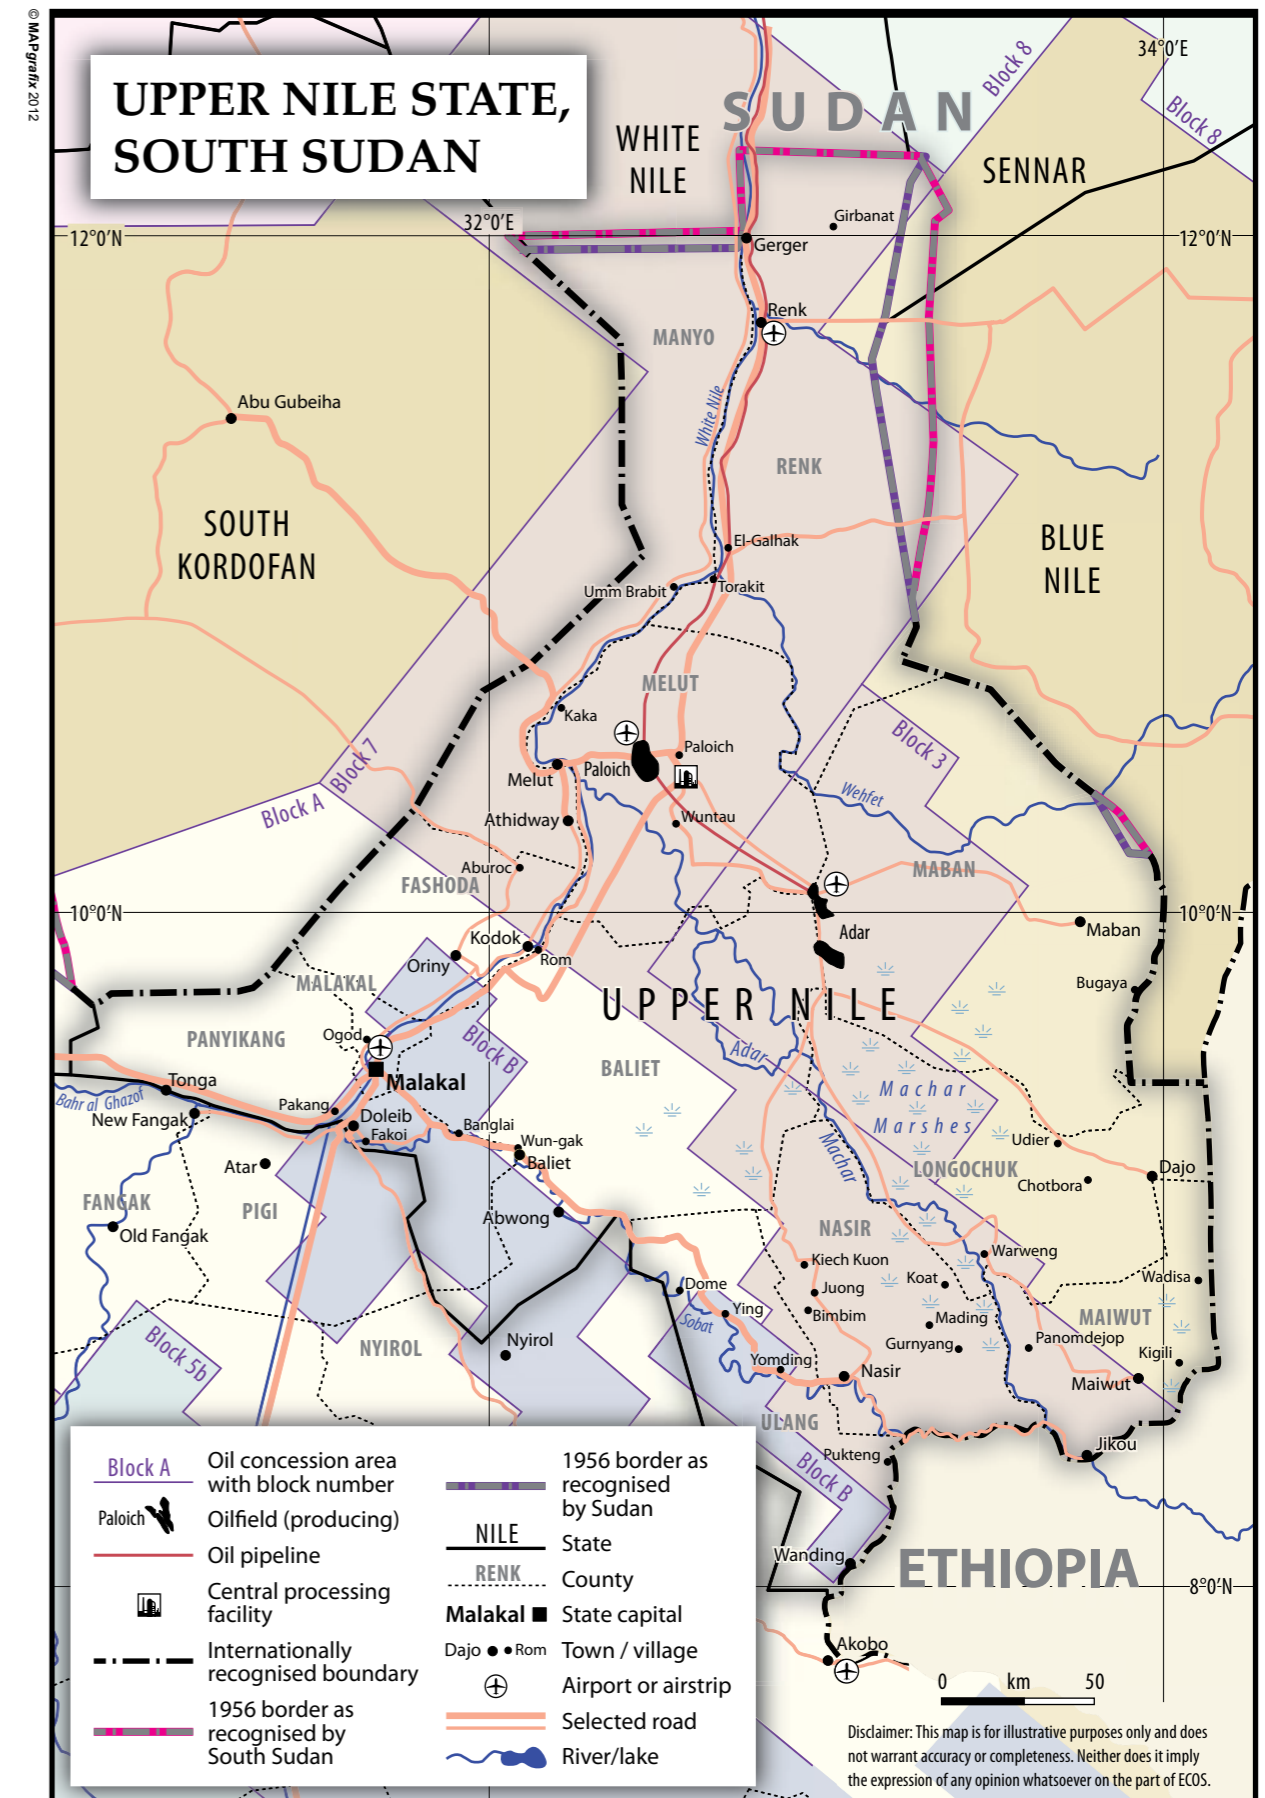 © MAPgrafix 2012
UPPER NILE STATE,
SOUTH SUDAN
34°0'E
Block 8
Block 8
SUDAN
WHITE
NILE
SENNAR
32°0'E
Girbanat
12°0'N
12°0'N
Gerger
Renk
MANYO
White Nile
Abu Gubeiha
RENK
SOUTH
KORDOFAN
El-Galhak
BLUE
NILE
Umm Brabit
Torakit
MELUT
Kaka
Block 3
Block 7
Paloich
Paloich
Melut
Wehfet
Block A
Athidway
Wuntau
Aburoc
MABAN
FASHODA
10°0'N
10°0'N
Maban
Adar
Kodok
Rom
Oriny
MALAKAL
Bugaya
UPPER NILE
Ogod
PANYIKANG
Block B
Adar
BALIET
Malakal
Tonga
Machar
Marshes
Bahr al Ghazof
New Fangak
Pakang
Doleib
Fakoi
Banglai
Wun-gak
Baliet
Udier
Machar
LONGOCHUK
Dajo
Atar
Chotbora
FANGAK
PIGI
Abwong
Old Fangak
NASIR
Warweng
Kiech Kuon
Wadisa
Dome
Koat
Juong
Ying
Bimbim
Mading
MAIWUT
Sobat
Panomdejop
Gurnyang
Kigili
Nyirol
NYIROL
Block 5b
Yomding
Nasir
Maiwut
ULANG
Jikou
Pukteng
Block B
Wanding
ETHIOPIA
8°0'N
Akobo
Block A
Oil concession area
with block number
Paloich
Oilfield (producing)
Oil pipeline
Central processing
facility
Internationally
recognised boundary
1956 border as
recognised by
South Sudan
1956 border as
recognised
by Sudan
NILE
State
RENK
County
Malakal
State capital
Dajo
Rom
Town / village
Airport or airstrip
Selected road
River/lake
0 km 50
Disclaimer: This map is for illustrative purposes only and does
not warrant accuracy or completeness. Neither does it imply
the expression of any opinion whatsoever on the part of ECOS.